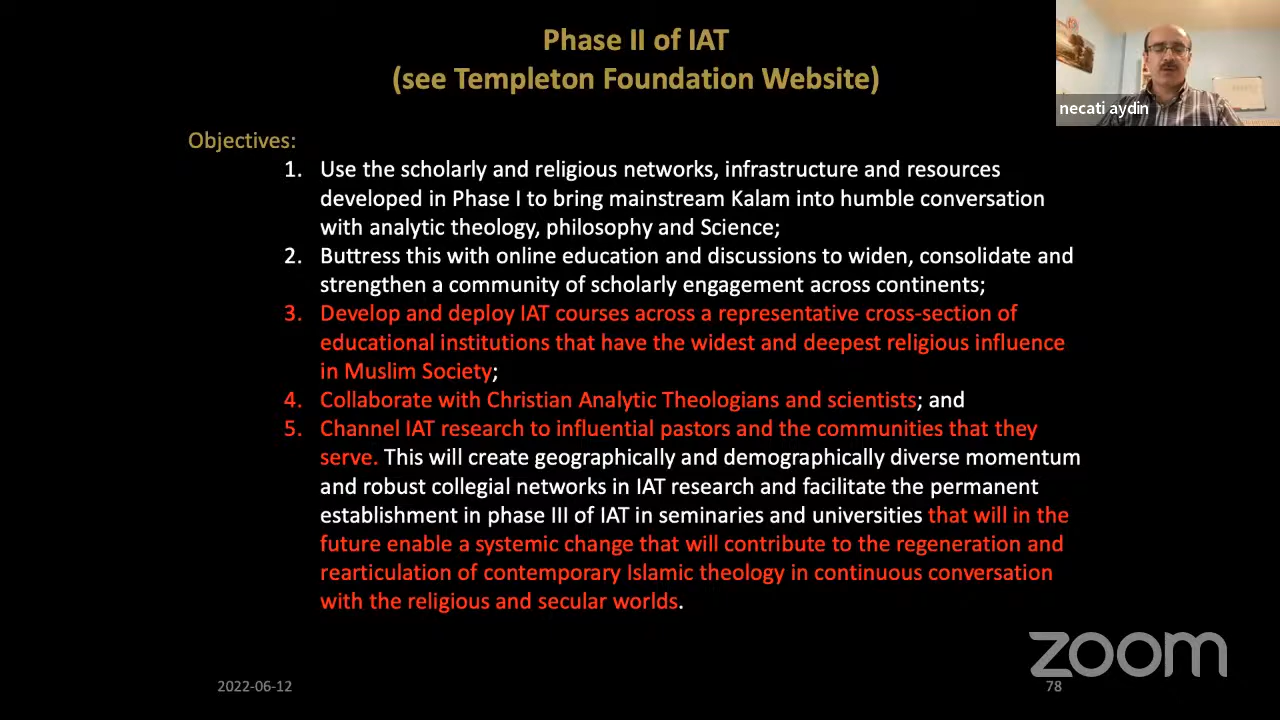 Phase II of IAT
(see Templeton Foundation Website)
necati aydin
Objectives:
1. Use the scholarly and religious networks, infrastructure and resources
developed in Phase I to bring mainstream Kalam into humble conversation
with analytic theology, philosophy and Science;
2. Buttress this with online education and discussions to widen, consolidate and
strengthen a community of scholarly engagement across continents;
3. Develop and deploy IAT courses across a representative cross-section of
educational institutions that have the widest and deepest religious influence
in Muslim Society;
4. Collaborate with Christian Analytic Theologians and scientists; and
5. Channel IAT research to influential pastors and the communities that they
serve. This will create geographically and demographically diverse momentum
and robust collegial networks in IAT research and facilitate the permanent
establishment in phase III of IAT in seminaries and universities that will in the
future enable a systemic change that will contribute to the regeneration and
rearticulation of contemporary Islamic theology in continuous conversation
with the religious and secular worlds.
zoom
2022-06-12
78